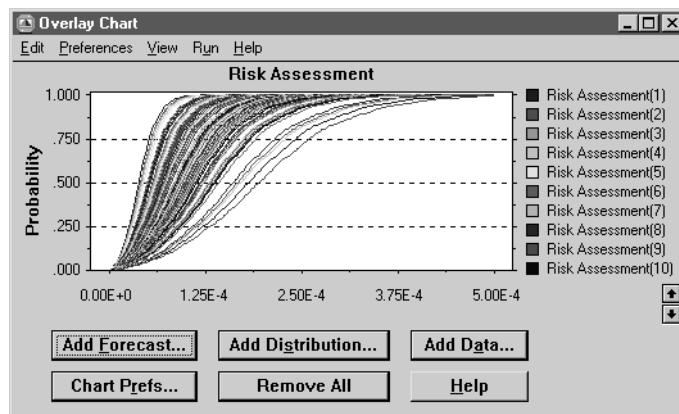 Overlay Chart
Edit Preferences View Run Help
Risk Assessment
Probability
1.000
.750
.500
.250
.000
0.00E+0 1.25E-4 2.50E-4 3.75E-4 5.00E-4
Risk Assessment(1)
Risk Assessment(2)
Risk Assessment(3)
Risk Assessment(4)
Risk Assessment(5)
Risk Assessment(6)
Risk Assessment(7)
Risk Assessment(8)
Risk Assessment(9)
Risk Assessment(10)
Add Forecast... Add Distribution... Add Data...
Chart Prefs... Remove All Help